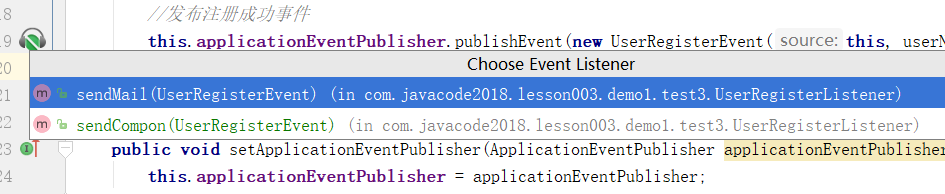 18 //发布注册成功事件
19 this.applicationEventPublisher.publishEvent(new UserRegisterEvent( source: this, userN
20 Choose Event Listener
21 m sendMail(UserRegisterEvent) (in com.javacode2018.lesson003.demo1.test3.UserRegisterListener)
22 m sendCompon(UserRegisterEvent) (in com.javacode2018.lesson003.demo1.test3.UserRegisterListener)
23 public void setApplicationEventPublisher(ApplicationEventPublisher applicationEventPublisher
24 this.applicationEventPublisher = applicationEventPublisher;